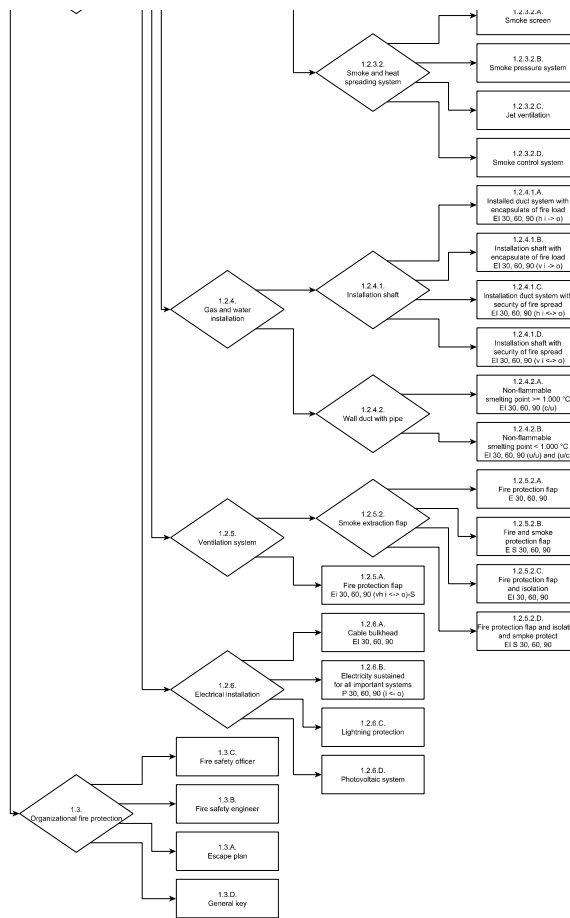 1.2.3.2.A.
Smoke screen
1.2.3.2.
Smoke and heat
spreading system
1.2.3.2.B.
Smoke pressure system
1.2.3.2.C.
Jet ventilation
1.2.3.2.D.
Smoke control system
1.2.4.
Gas and water
installation
1.2.4.1.
Installation shaft
1.2.4.1.A.
Installed duct system with
encapsulate of fire load
EI 30, 60, 90 (h i -> o)
1.2.4.1.B.
Installation shaft with
encapsulate of fire load
EI 30, 60, 90 (v i -> o)
1.2.4.1.C.
Installation duct system with
security of fire spread
EI 30, 60, 90 (h i <-> o)
1.2.4.1.D.
Installation shaft with
security of fire spread
EI 30, 60, 90 (v i <-> o)
1.2.4.2.
Wall duct with pipe
1.2.4.2.A.
Non-flammable
smelting point >= 1.000 °C
EI 30, 60, 90 (c/u)
1.2.4.2.B.
Non-flammable
smelting point < 1.000 °C
EI 30, 60, 90 (u/u) and (u/c
1.2.5.
Ventilation system
1.2.5.2.
Smoke extraction flap
1.2.5.2.A.
Fire protection flap
E 30, 60, 90
1.2.5.2.B.
Fire and smoke
protection flap
E S 30, 60, 90
1.2.5.2.C.
Fire protection flap
and isolation
EI 30, 60, 90
1.2.5.2.D.
Fire protection flap and isolati
and smpke protect
EI S 30, 60, 90
1.2.5.A.
Fire protection flap
Ei 30, 60, 90 (vh i <-> o)-S
1.2.6.
Electrical installation
1.2.6.A.
Cable bulkhead
EI 30, 60, 90
1.2.6.B.
Electricity sustained
for all important systems
P 30, 60, 90 (i <- o)
1.2.6.C.
Lightning protection
1.2.6.D.
Photovoltaic system
1.3.
Organizational fire protection
1.3.C.
Fire safety officer
1.3.B.
Fire safety engineer
1.3.A.
Escape plan
1.3.D.
General key